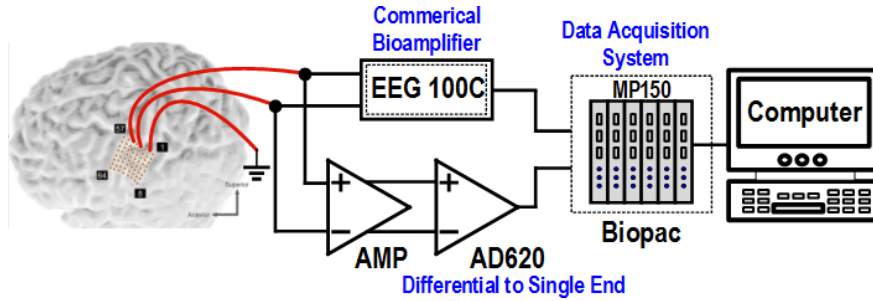 Commerical
Bioamplifier
EEG 100C
Data Acquisition
System
MP150
Computer
Biopac
57
1
64
8
Superior
Anterior
AMP
AD620
Differential to Single End